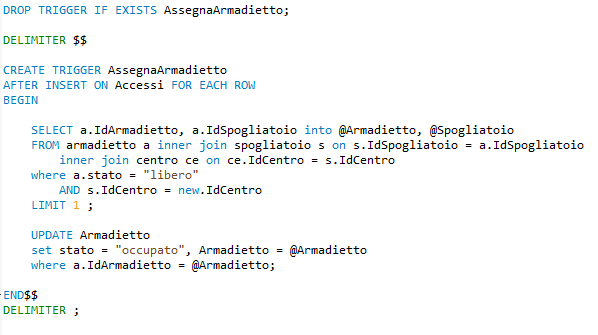 DROP TRIGGER IF EXISTS AssegnaArmadietto;
DELIMITER $$
CREATE TRIGGER AssegnaArmadietto
AFTER INSERT ON Accessi FOR EACH ROW
BEGIN
SELECT a.IdArmadietto, a.IdSpogliatoio into @Armadietto, @Spogliatoio
FROM armadietto a inner join spogliatoio s on s.IdSpogliatoio = a.IdSpogliatoio
inner join centro ce on ce.IdCentro = s.IdCentro
where a.stato = "libero"
AND s.IdCentro = new.IdCentro
LIMIT 1 ;
UPDATE Armadietto
set stato = "occupato", Armadietto = @Armadietto
where a.IdArmadietto = @Armadietto;
END$$
DELIMITER ;